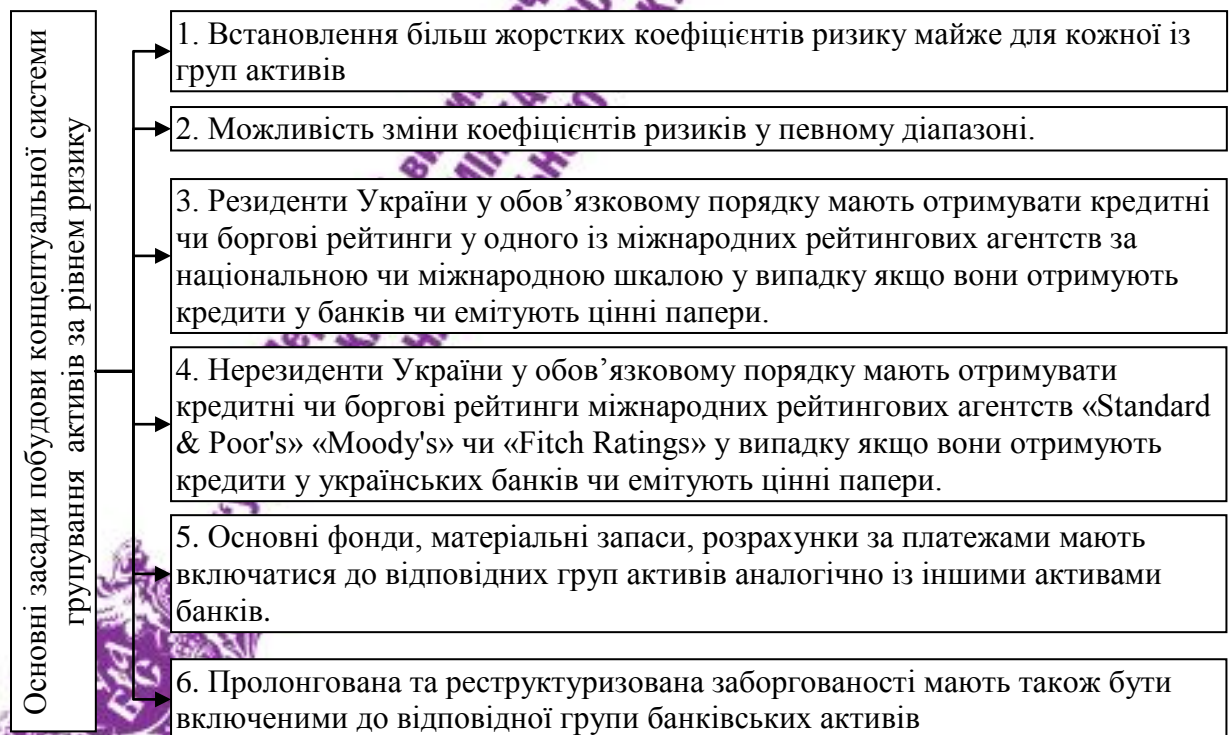 Основні засади побудови концептуальної системи
групування активів за рівнем ризику
1. Встановлення більш жорстких коефіцієнтів ризику майже для кожної із
груп активів
2. Можливість зміни коефіцієнтів ризиків у певному діапазоні.
3. Резиденти України у обов’язковому порядку мають отримувати кредитні
чи боргові рейтинги у одного із міжнародних рейтингових агентств за
національною чи міжнародною шкалою у випадку якщо вони отримують
кредити у банків чи емітують цінні папери.
4. Нерезиденти України у обов’язковому порядку мають отримувати
кредитні чи боргові рейтинги міжнародних рейтингових агентств «Standard
& Poor's» «Moody's» чи «Fitch Ratings» у випадку якщо вони отримують
кредити у українських банків чи емітують цінні папери.
5. Основні фонди, матеріальні запаси, розрахунки за платежами мають
включатися до відповідних груп активів аналогічно із іншими активами
банків.
6. Пролонгована та реструктуризована заборгованості мають також бути
включеними до відповідної групи банківських активів